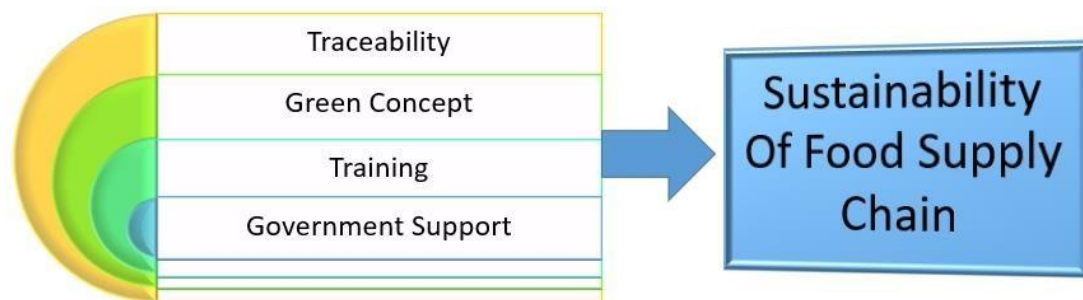 Traceability
Green Concept
Training
Government Support
Sustainability
Of Food Supply
Chain